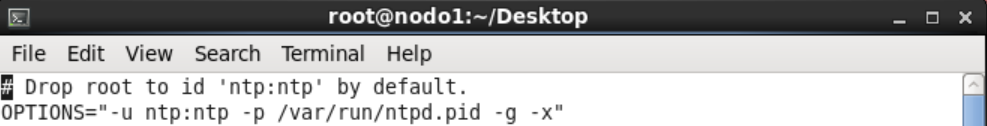 root@nodo1:~/Desktop
File Edit View Search Terminal Help
# Drop root to id 'ntp:ntp' by default.
OPTIONS="-u ntp:ntp -p /var/run/ntpd.pid -g -x"